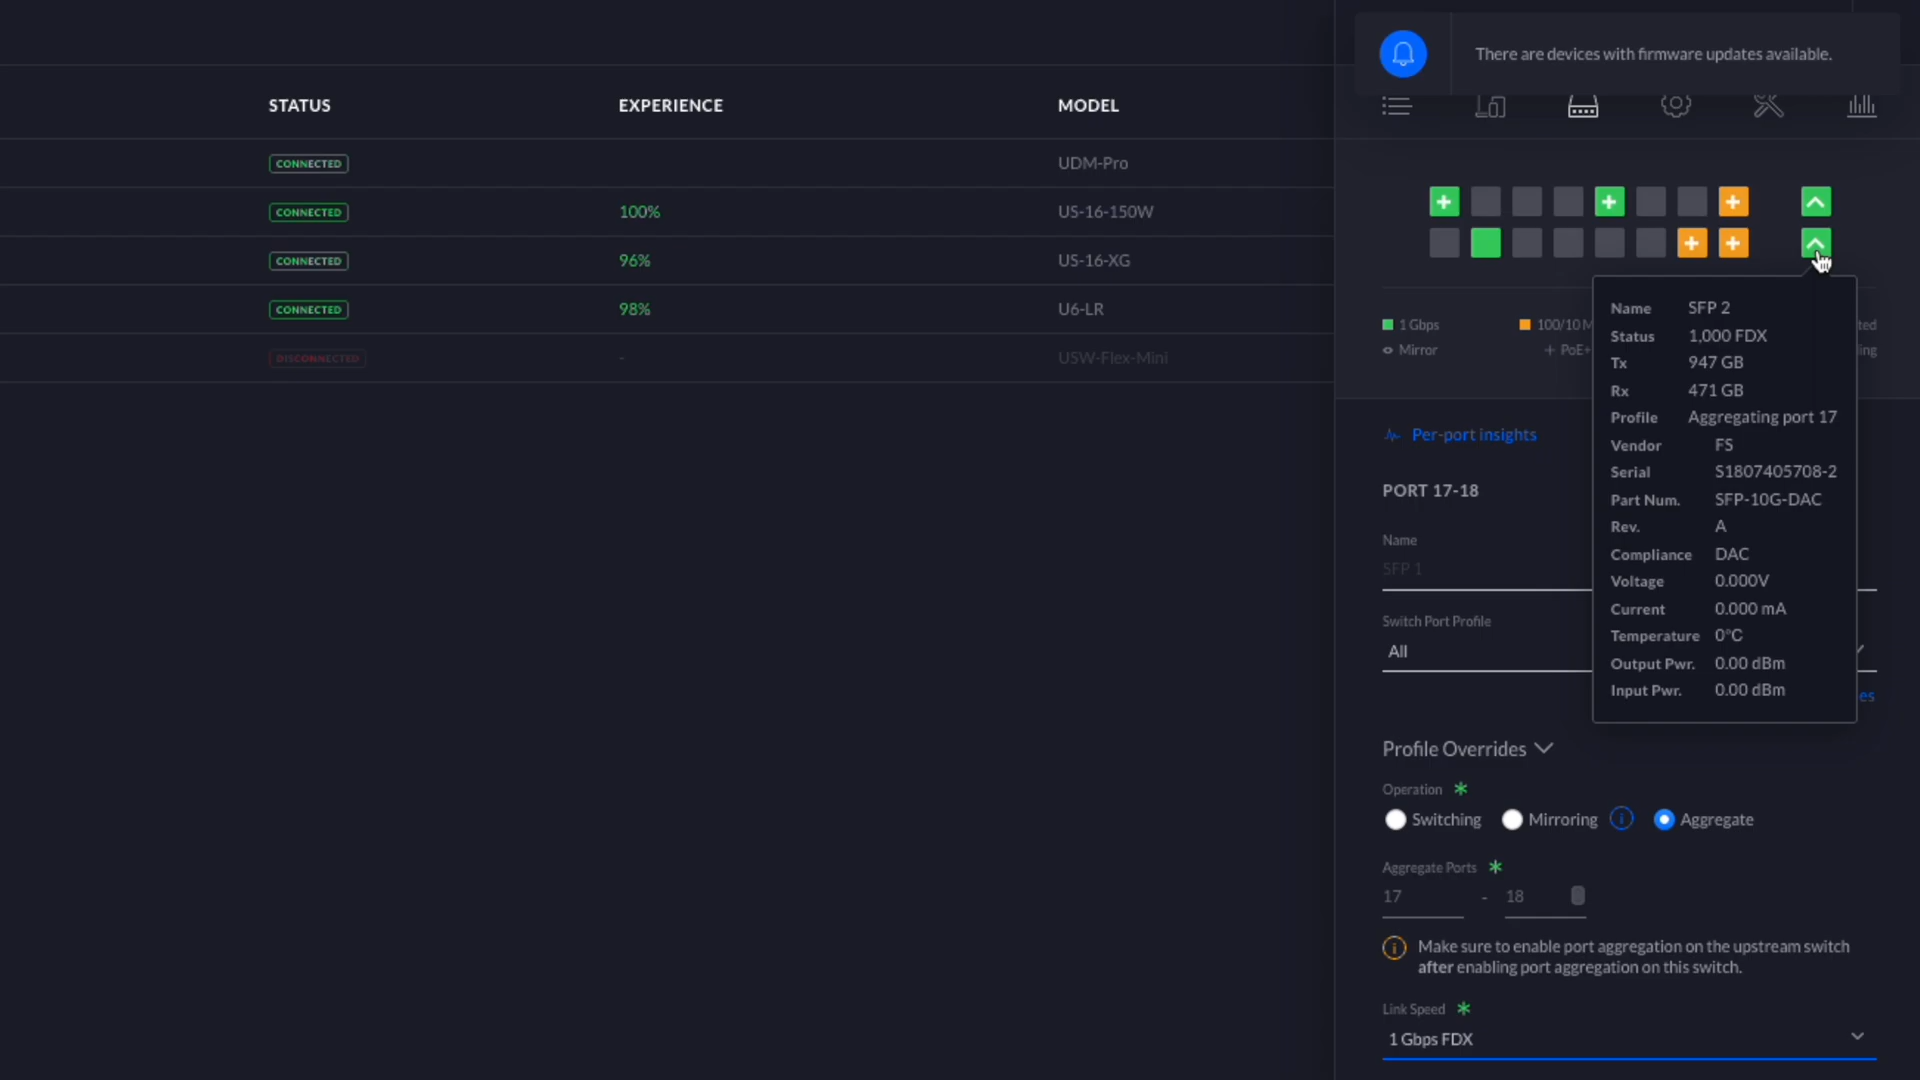 There are devices with firmware updates available.
STATUS EXPERIENCE MODEL
CONNECTED UDM-Pro
CONNECTED 100% US-16-150W
CONNECTED 96% US-16-XG
CONNECTED 98% U6-LR
DISCONNECTED - USW-Flex-Mini
1 Gbps 100/10 M ted
Mirror + PoE+ ing
Name SFP 2
Status 1,000 FDX
Tx 947 GB
Rx 471 GB
Profile Aggregating port 17
Vendor FS
Serial S1807405708-2
Part Num. SFP-10G-DAC
Rev. A
Compliance DAC
Voltage 0.000V
Current 0.000 mA
Temperature 0°C
Output Pwr. 0.00 dBm
Input Pwr. 0.00 dBm
Per-port insights
PORT 17-18
Name
SFP 1
Switch Port Profile
All
es
Profile Overrides
Operation *
Switching Mirroring i Aggregate
Aggregate Ports *
17 - 18
Make sure to enable port aggregation on the upstream switch
after enabling port aggregation on this switch.
Link Speed *
1 Gbps FDX